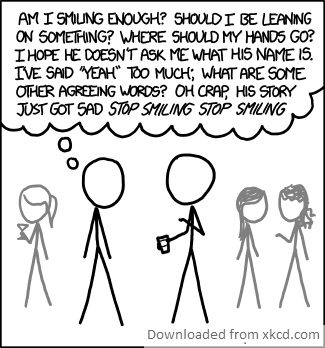 AM I SMILING ENOUGH? SHOULD I BE LEANING
ON SOMETHING? WHERE SHOULD MY HANDS GO?
I HOPE HE DOESN'T ASK ME WHAT HIS NAME IS.
I'VE SAID "YEAH" TOO MUCH; WHAT ARE SOME
OTHER AGREEING WORDS? OH CRAP, HIS STORY
JUST GOT SAD STOP SMILING STOP SMILING
Downloaded from xkcd.com